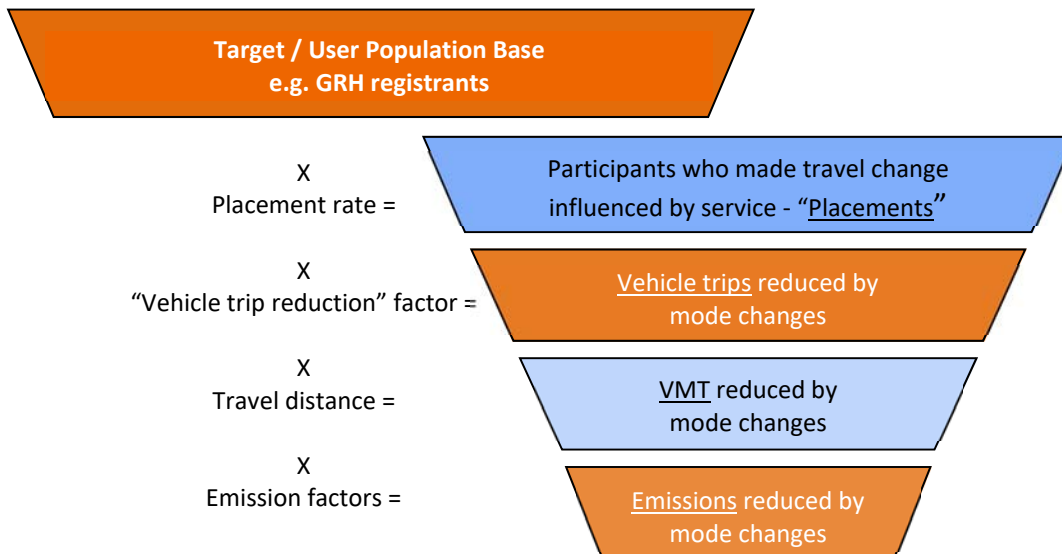 Target / User Population Base
e.g. GRH registrants
X
Placement rate =
Participants who made travel change
influenced by service - “Placements”
X
“Vehicle trip reduction” factor =
Vehicle trips reduced by
mode changes
X
Travel distance =
VMT reduced by
mode changes
X
Emission factors =
Emissions reduced by
mode changes